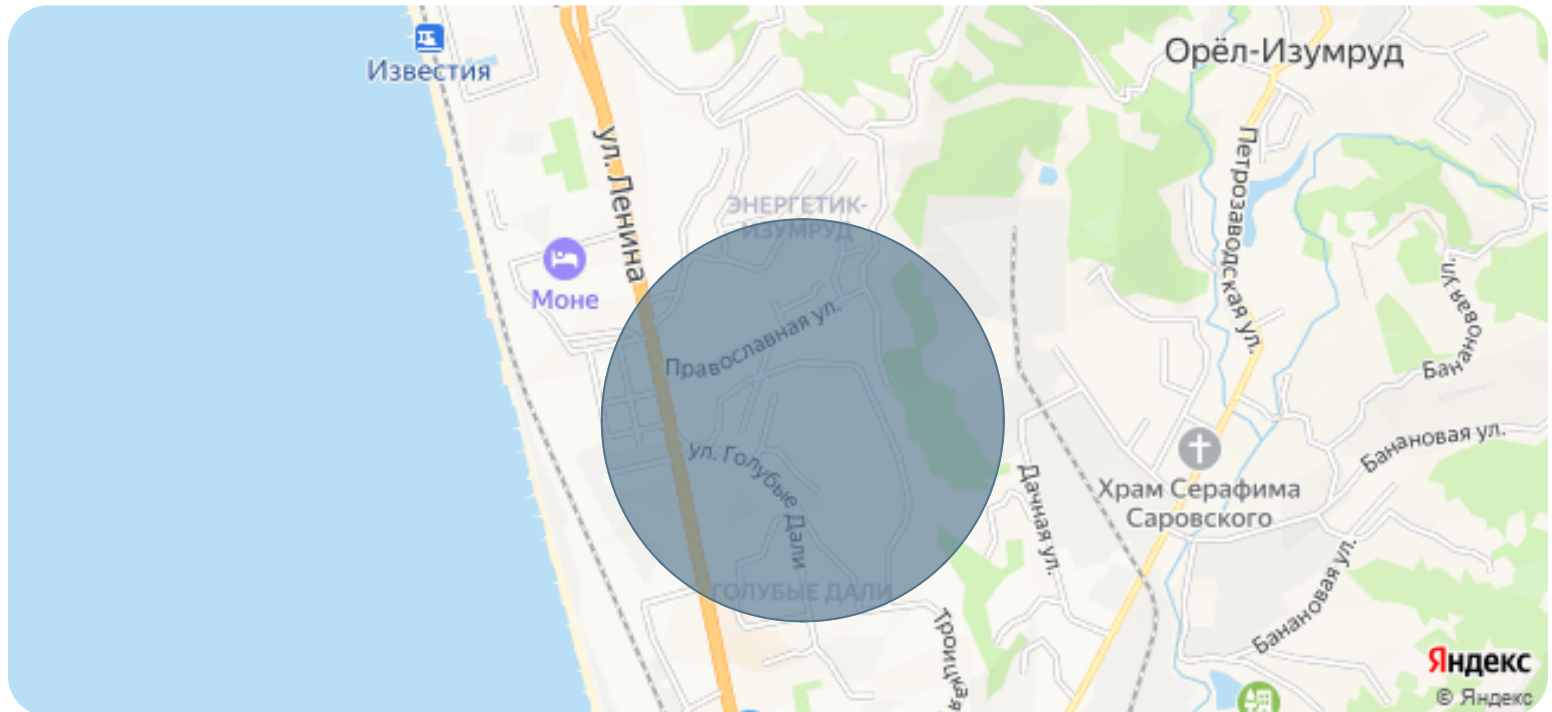 Известия
Орёл-Изумруд
ул. Ленина
Петрозаводская ул.
ЭНЕРГЕТИК-
ИЗУМРУД
Моне
Православная ул.
Банановая ул.
Банановая ул.
ул. Голубые Дали
Дачная ул.
Храм Серафима
Саровского
Банановая ул.
ГОЛУБЫЕ ДАЛИ
Троицкая
Яндекс
© Яндекс